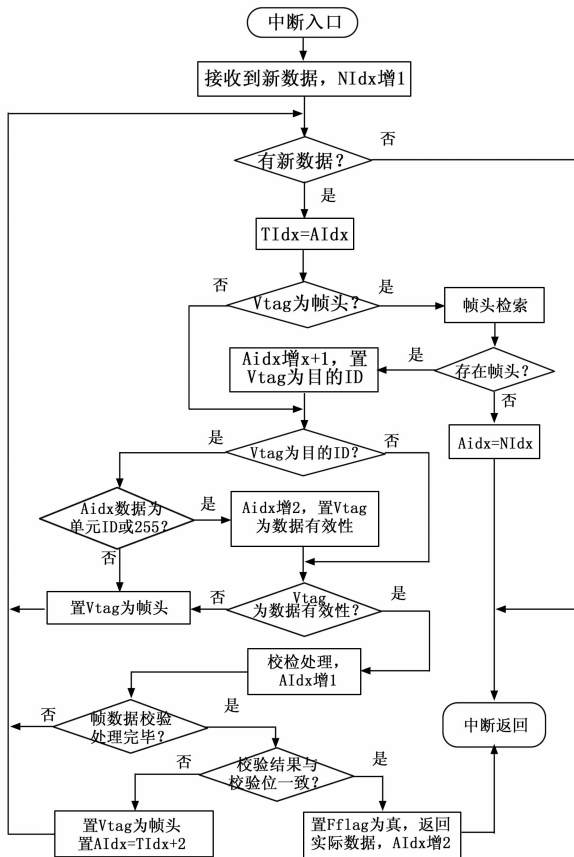 中断入口
接收到新数据，NIdx增1
否
有新数据？
是
TIdx=AIdx
否
Vtag为帧头？
是
帧头检索
Aidx增x+1，置
Vtag为目的ID
是
存在帧头？
否
是
Vtag为目的ID？
否
Aidx=NIdx
Aidx数据为
单元ID或255？
是
Aidx增2，置Vtag
为数据有效性
否
置Vtag为帧头
否
Vtag
为数据有效性？
是
校检处理，
AIdx增1
否
帧数据校验
处理完毕？
是
中断返回
否
校验结果与
校验位一致？
是
置Vtag为帧头
置AIdx=TIdx+2
置Fflag为真，返回
实际数据，AIdx增2